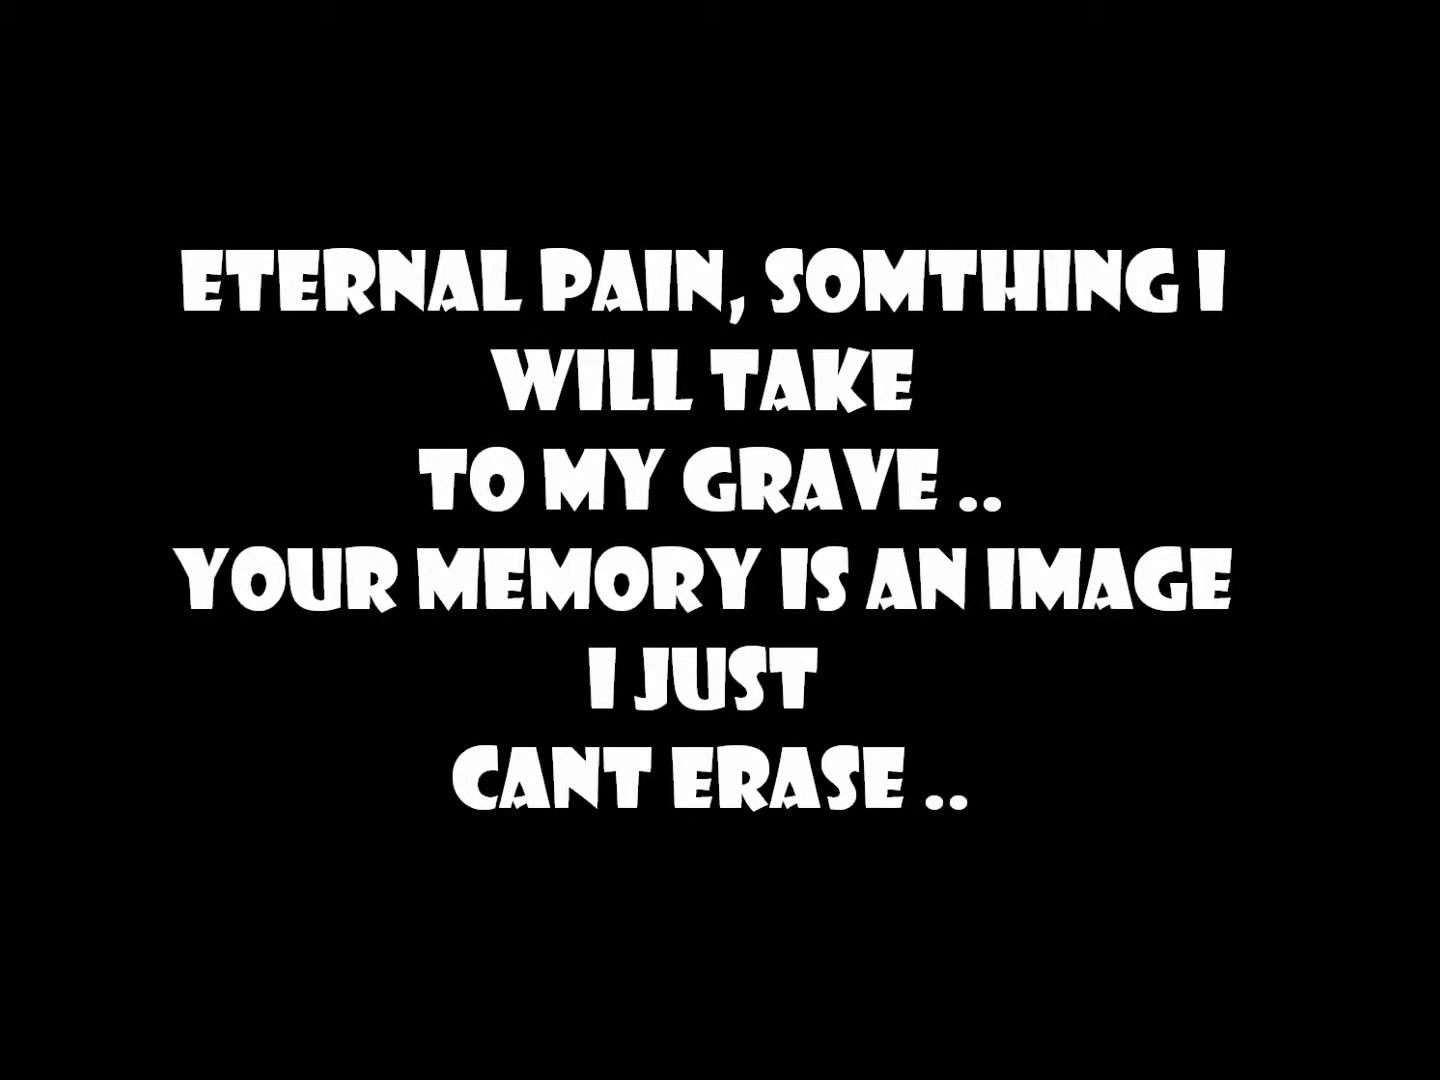 ETERNAL PAIN, SOMTHING I
WILL TAKE
TO MY GRAVE ..
YOUR MEMORY IS AN IMAGE
I JUST
CANT ERASE ..